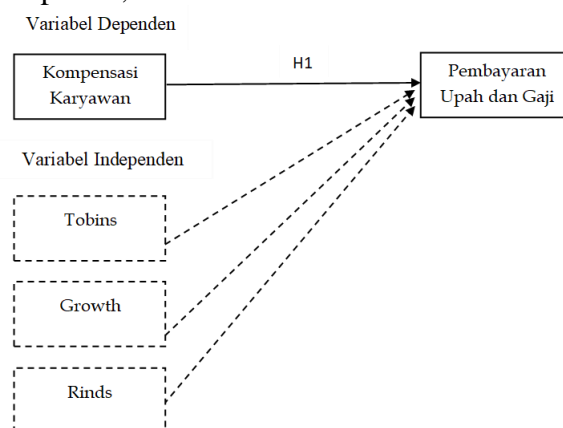 Variabel Dependen
Kompensasi
Karyawan
H1
Pembayaran
Upah dan Gaji
Variabel Independen
Tobins
Growth
Rinds